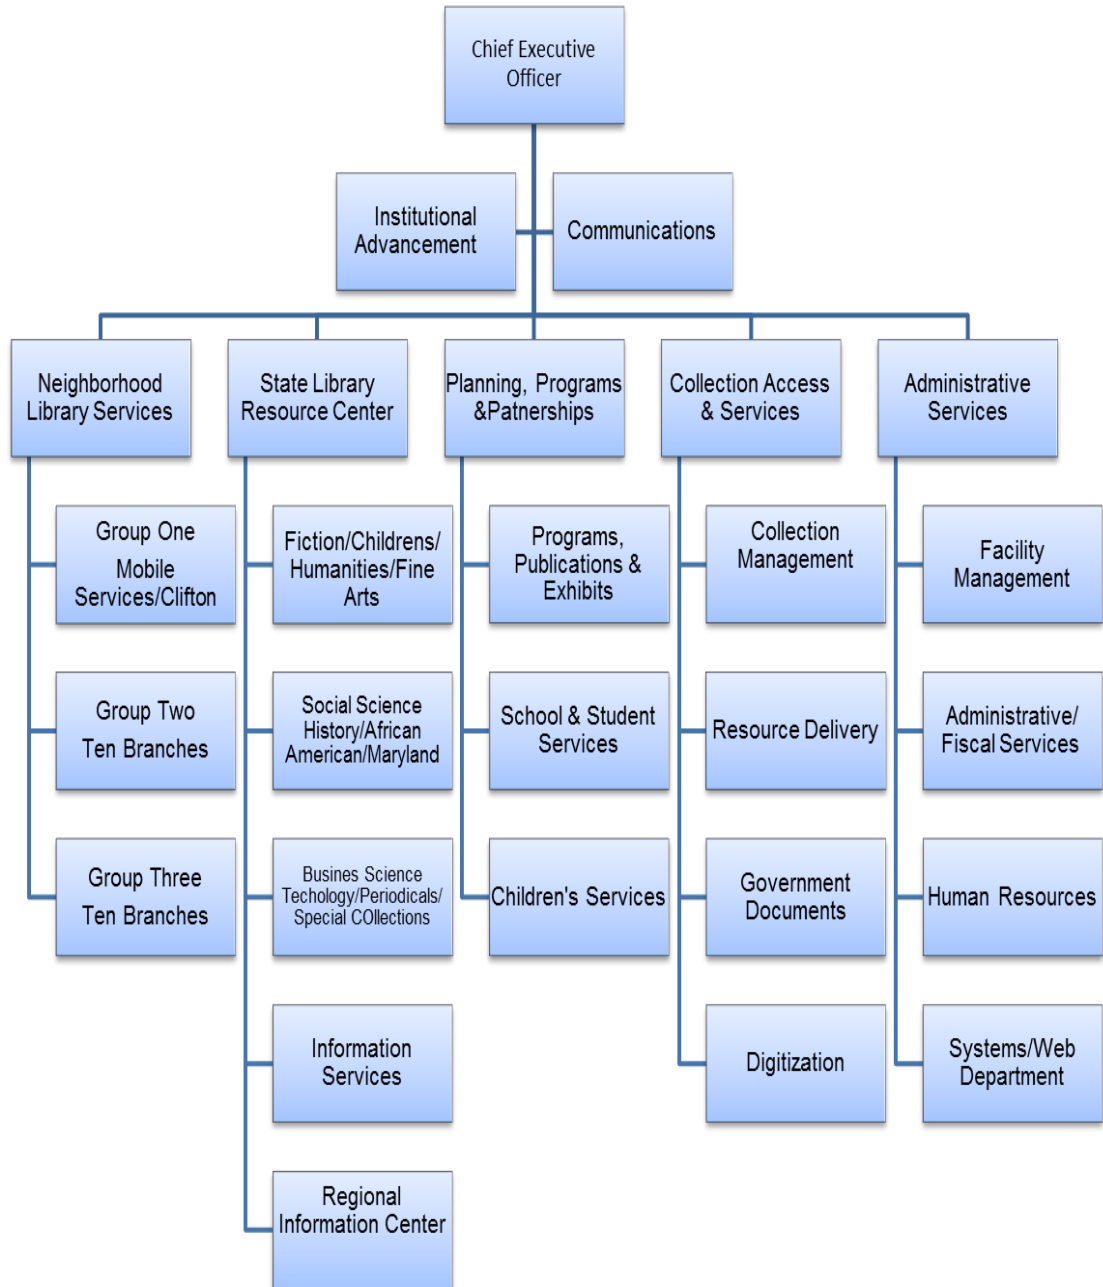 Chief Executive
Officer
Institutional
Advancement
Communications
Neighborhood
Library Services
State Library
Resource Center
Planning, Programs
&Patnerships
Collection Access
& Services
Administrative
Services
Group One
Mobile
Services/Clifton
Fiction/Childrens/
Humanities/Fine
Arts
Programs,
Publications &
Exhibits
Collection
Management
Facility
Management
Group Two
Ten Branches
Social Science
History/African
American/Maryland
School & Student
Services
Resource Delivery
Administrative/
Fiscal Services
Group Three
Ten Branches
Busines Science
Techology/Periodicals/
Special COllections
Children's Services
Government
Documents
Human Resources
Information
Services
Digitization
Systems/Web
Department
Regional
Information Center